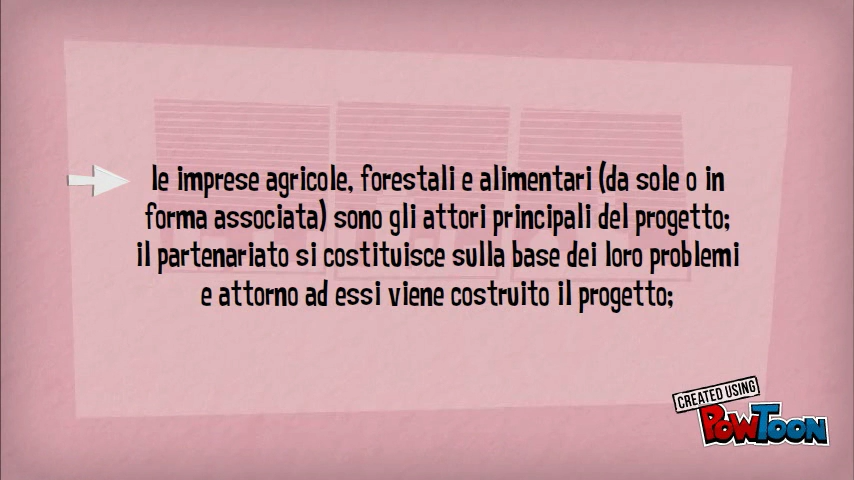 le imprese agricole, forestali e alimentari (da sole o in
forma associata) sono gli attori principali del progetto;
il partenariato si costituisce sulla base dei loro problemi
e attorno ad essi viene costruito il progetto;
CREATED USING
POWTOON